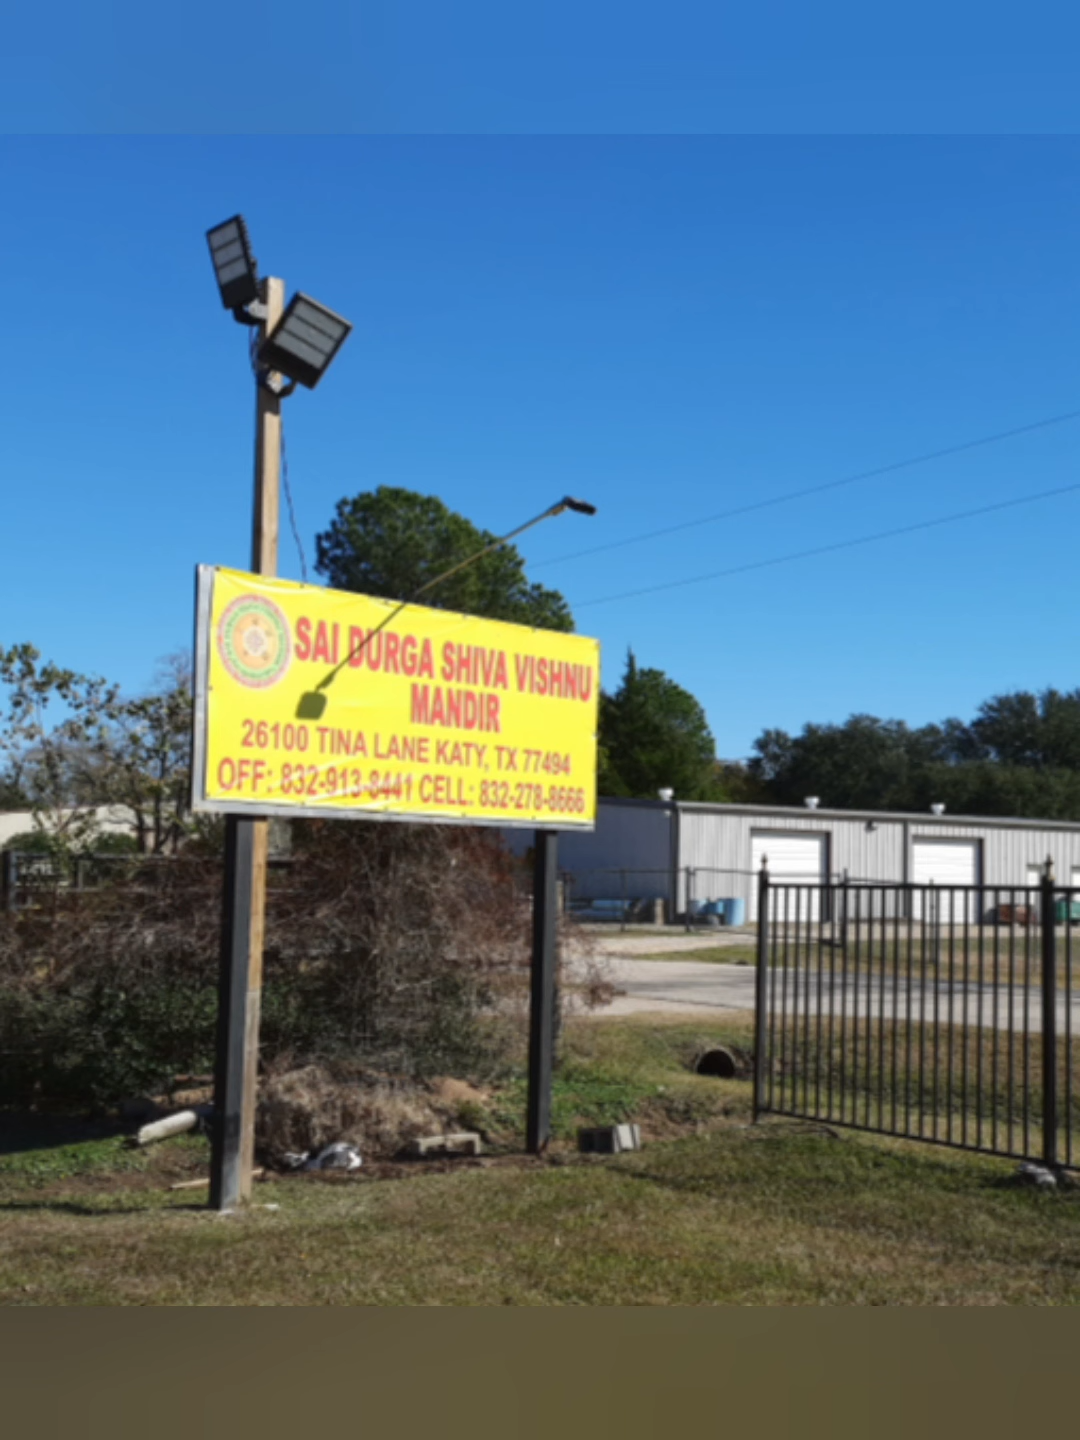 SAI DURGA SHIVA VISHNU
MANDIR
26100 TINA LANE KATY, TX 77494
OFF: 832-913-8441 CELL: 832-278-8666